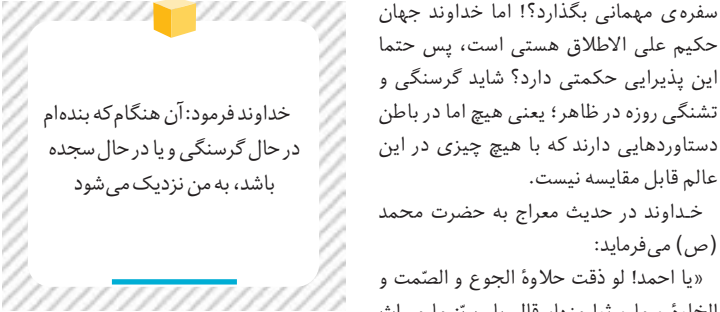 سفره‌ی مهمانی بگذارد؟! اما خداوند جهان
حکیم علی الاطلاق هستی است، پس حتما
این پذیرایی حکمتی دارد؟ شاید گرسنگی و
تشنگی روزه در ظاهر؛ یعنی هیچ اما در باطن
دستاوردهایی دارند که با هیچ چیزی در این
عالم قابل مقایسه نیست.
خداوند در حدیث معراج به حضرت محمد
(ص) می‌فرماید:
«یا احمد! لو ذقت حلاوهٔ الجوع و الصّمت و
خداوند فرمود: آن هنگام که بنده‌ام
در حال گرسنگی و یا در حال سجده
باشد، به من نزدیک می‌شود